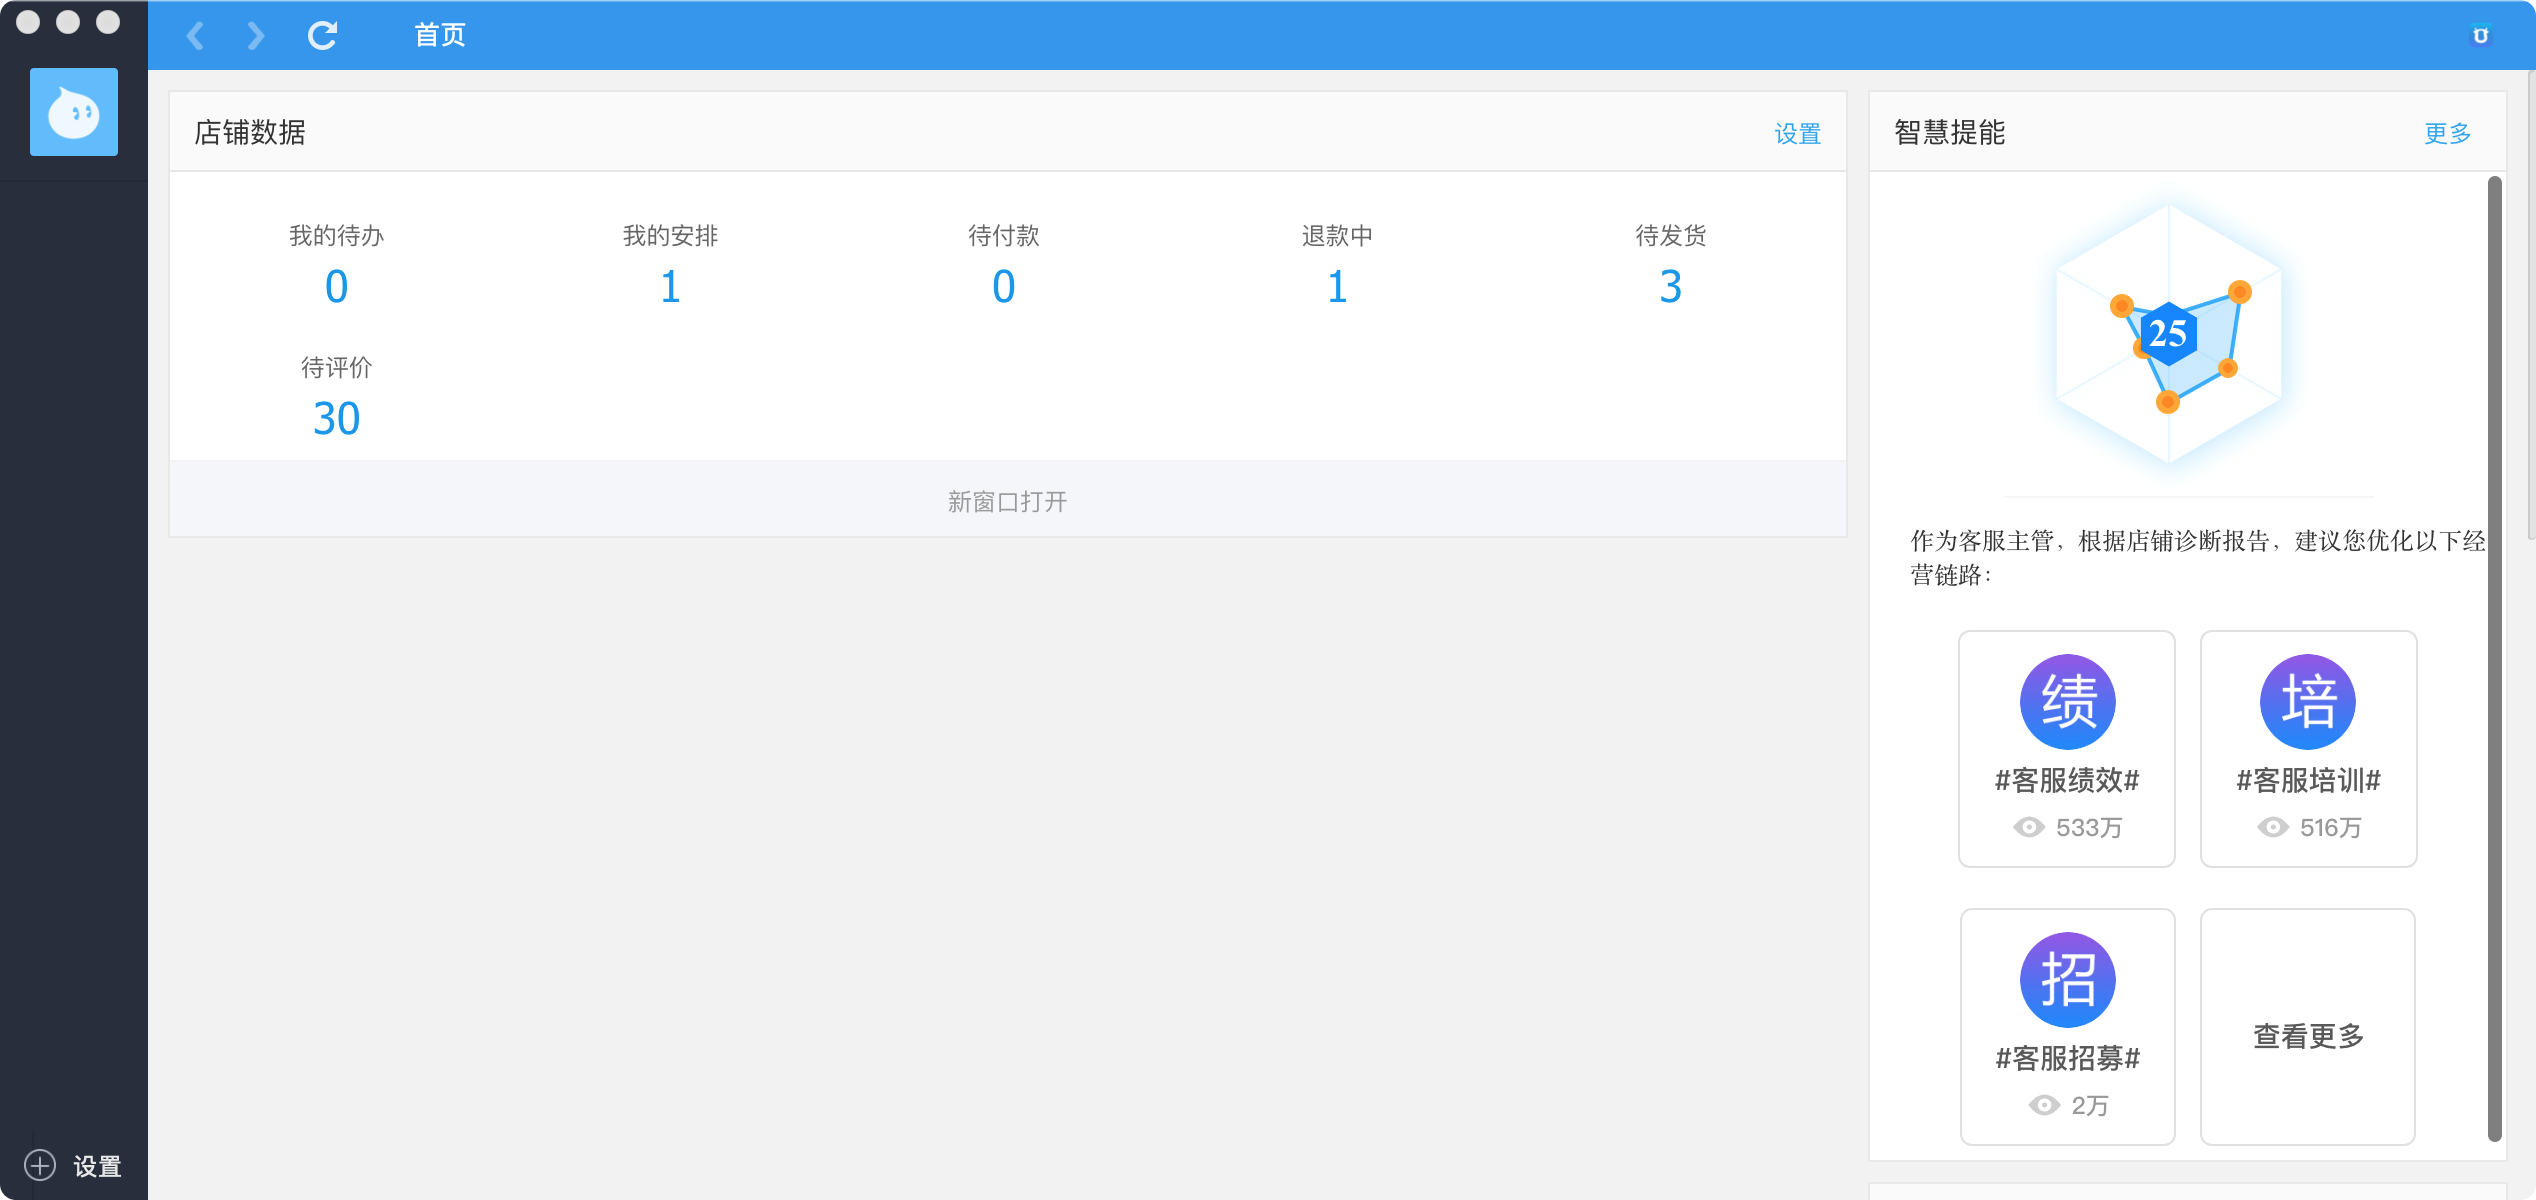 首页
店铺数据
设置
我的待办
我的安排
待付款
退款中
待发货
0
1
0
1
3
待评价
30
新窗口打开
智慧提能
更多
25
作为客服主管，根据店铺诊断报告，建议您优化以下经
营链路：
绩
培
#客服绩效#
#客服培训#
533万
516万
招
#客服招募#
2万
查看更多
设置